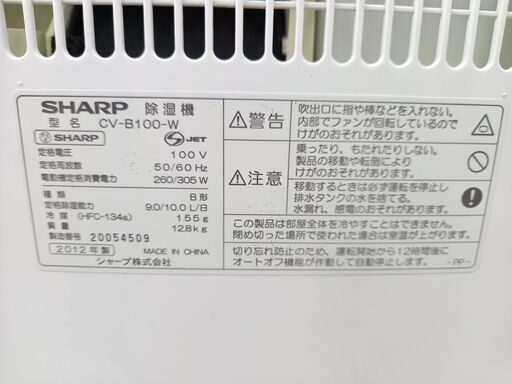 SHARP 除湿機
型名 CV-B100-W
SHARP
JET
定格電圧 100V
定格周波数 50/60Hz
電動機定格消費電力 260/305W
種類 B形
定格除湿能力 9.0/10.0L/日
冷媒 (HFC-134a) 155g
質量 12.8kg
製造番号 20054509
2012年製 MADE IN CHINA
シャープ株式会社
警告
吹出口に指や棒などを入れない。
内部でファンが回転しているので
けがのおそれがあります。
注意
乗ったり、もたれたりしない。
製品の移動や転倒により
けがのおそれがあります。
移動するときは必ず運転を停止し
排水タンクの水を捨てる。
水漏れ、感電のおそれがあります。
この製品は部屋全体を冷やす機能はありません。
閉め切った場所で使われた場合は室温が上がります。
切り忘れ防止のため、運転開始から12時間後に
オートオフ機能が作動して自動停止します。
-PP-